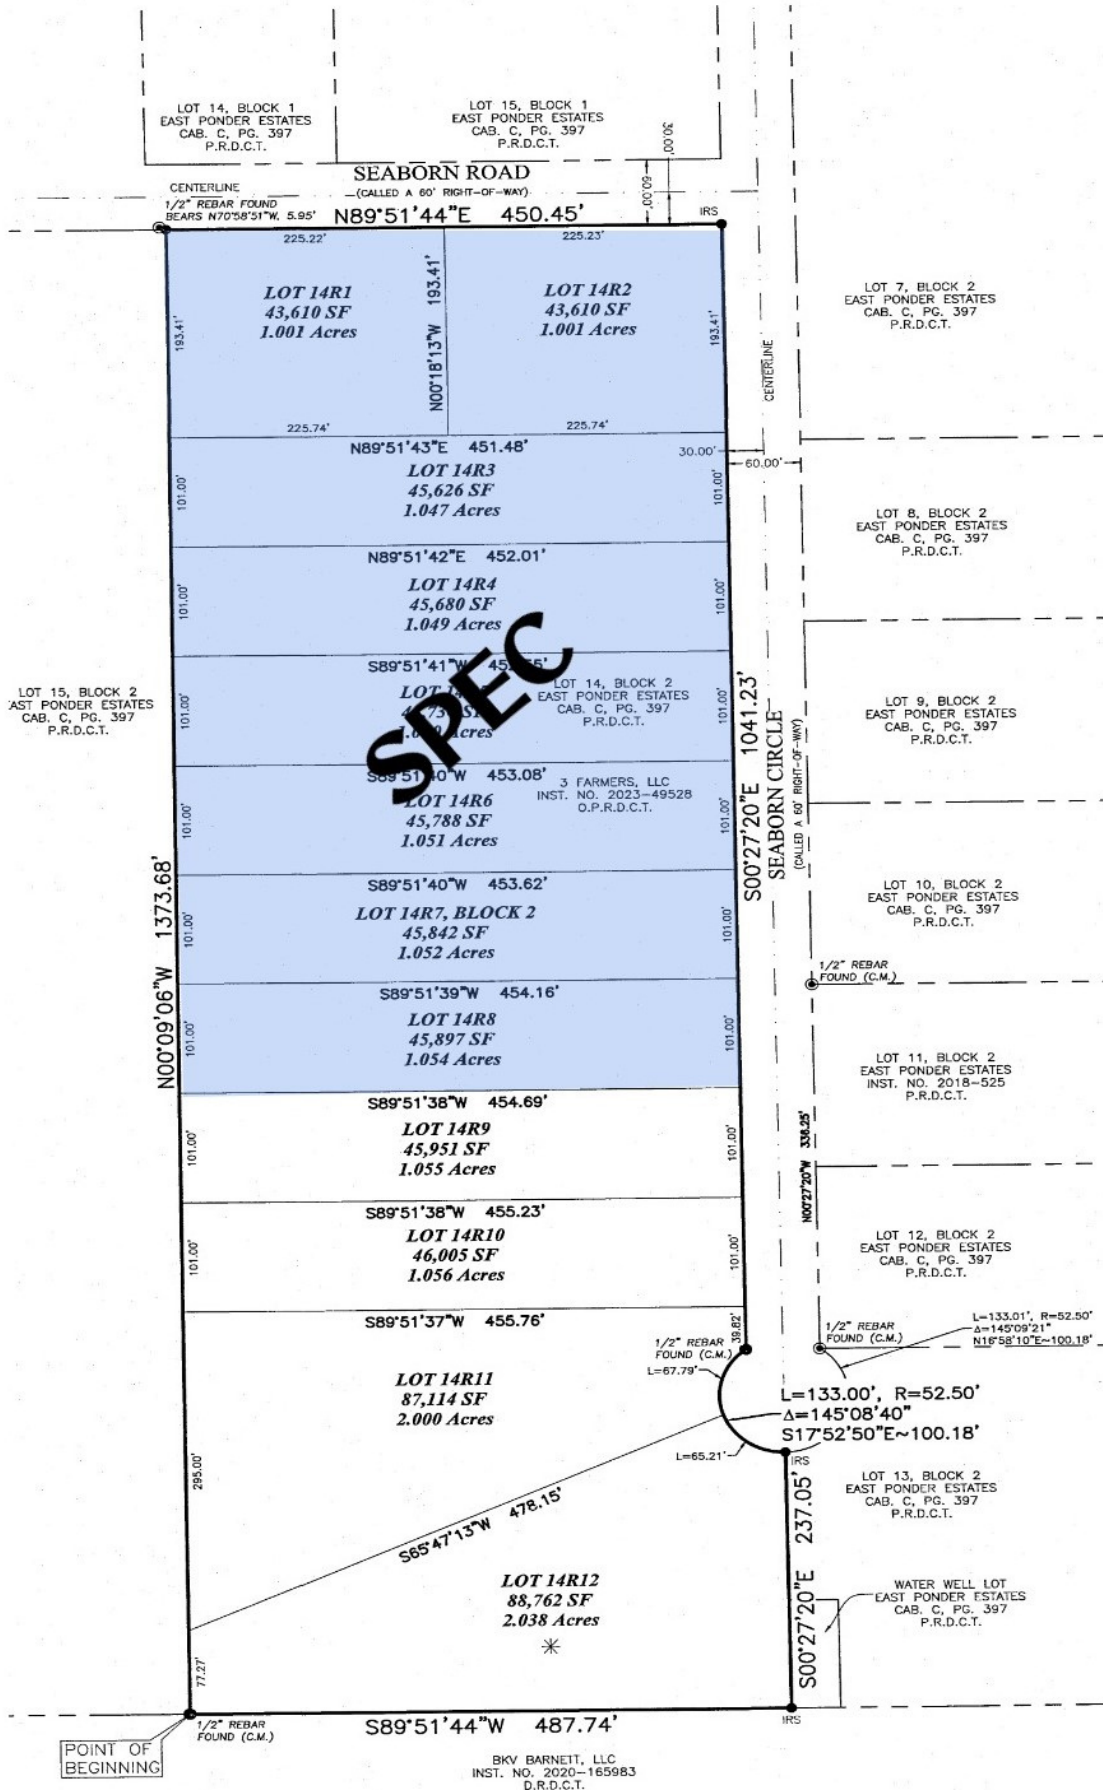 LOT 14, BLOCK 1
EAST PONDER ESTATES
CAB. C, PG. 397
P.R.D.C.T.
LOT 15, BLOCK 1
EAST PONDER ESTATES
CAB. C, PG. 397
P.R.D.C.T.
30.00'
60.00'
SEABORN ROAD
(CALLED A 60' RIGHT-OF-WAY)
CENTERLINE
1/2" REBAR FOUND
BEARS N70°58'51"W, 5.95'
N89°51'44"E 450.45'
IRS
225.22'
225.23'
LOT 14R1
43,610 SF
1.001 Acres
N00°18'13"W 193.41'
LOT 14R2
43,610 SF
1.001 Acres
193.41'
193.41'
225.74'
225.74'
CENTERLINE
LOT 7, BLOCK 2
EAST PONDER ESTATES
CAB. C, PG. 397
P.R.D.C.T.
N89°51'43"E 451.48'
30.00'
60.00'
LOT 14R3
45,626 SF
1.047 Acres
101.00'
101.00'
LOT 8, BLOCK 2
EAST PONDER ESTATES
CAB. C, PG. 397
P.R.D.C.T.
N89°51'42"E 452.01'
LOT 14R4
45,680 SF
1.049 Acres
101.00'
101.00'
SPEC
S89°51'41"W
LOT
Acres
101.00'
101.00'
LOT 14, BLOCK 2
EAST PONDER ESTATES
CAB. C, PG. 397
P.R.D.C.T.
LOT 15, BLOCK 2
AST PONDER ESTATES
CAB. C, PG. 397
P.R.D.C.T.
LOT 9, BLOCK 2
EAST PONDER ESTATES
CAB. C, PG. 397
P.R.D.C.T.
S00°27'20"E 1041.23'
SEABORN CIRCLE
(CALLED A 60' RIGHT-OF-WAY)
S89°51'40"W 453.08'
3 FARMERS, LLC
INST. NO. 2023-49528
O.P.R.D.C.T.
LOT 14R6
45,788 SF
1.051 Acres
101.00'
101.00'
N00°09'06"W 1373.68'
S89°51'40"W 453.62'
LOT 14R7, BLOCK 2
45,842 SF
1.052 Acres
101.00'
101.00'
LOT 10, BLOCK 2
EAST PONDER ESTATES
CAB. C, PG. 397
P.R.D.C.T.
1/2" REBAR
FOUND (C.M.)
S89°51'39"W 454.16'
LOT 14R8
45,897 SF
1.054 Acres
101.00'
101.00'
LOT 11, BLOCK 2
EAST PONDER ESTATES
INST. NO. 2018-525
P.R.D.C.T.
S89°51'38"W 454.69'
LOT 14R9
45,951 SF
1.055 Acres
101.00'
101.00'
N00°27'20"W 336.25'
S89°51'38"W 455.23'
LOT 14R10
46,005 SF
1.056 Acres
101.00'
101.00'
LOT 12, BLOCK 2
EAST PONDER ESTATES
CAB. C, PG. 397
P.R.D.C.T.
S89°51'37"W 455.76'
39.82'
1/2" REBAR
FOUND (C.M.)
1/2" REBAR
FOUND (C.M.)
L=133.01', R=52.50'
Δ=145°09'21"
N16°58'10"E~100.18'
L=67.79'
LOT 14R11
87,114 SF
2.000 Acres
L=133.00', R=52.50'
Δ=145°08'40"
S17°52'50"E~100.18'
L=65.21'
IRS
295.00'
S65°47'13"W 478.15'
LOT 13, BLOCK 2
EAST PONDER ESTATES
CAB. C, PG. 397
P.R.D.C.T.
S00°27'20"E 237.05'
LOT 14R12
88,762 SF
2.038 Acres
WATER WELL LOT
EAST PONDER ESTATES
CAB. C, PG. 397
P.R.D.C.T.
77.27'
1/2" REBAR
FOUND (C.M.)
S89°51'44"W 487.74'
IRS
POINT OF
BEGINNING
BKV BARNETT, LLC
INST. NO. 2020-165983
D.R.D.C.T.